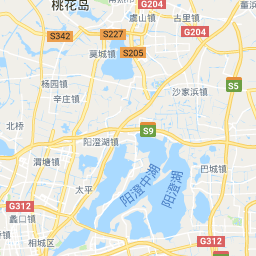 桃花岛
虞山镇
古里镇
G204
S227
S342
S205
G204
莫城镇
杨园镇
辛庄镇
沙家浜镇
S5
北桥
S9
阳澄湖镇
渭塘镇
巴城镇
太平
阳澄中湖
阳澄湖
G312
蠡口镇
相城区
G312
G312